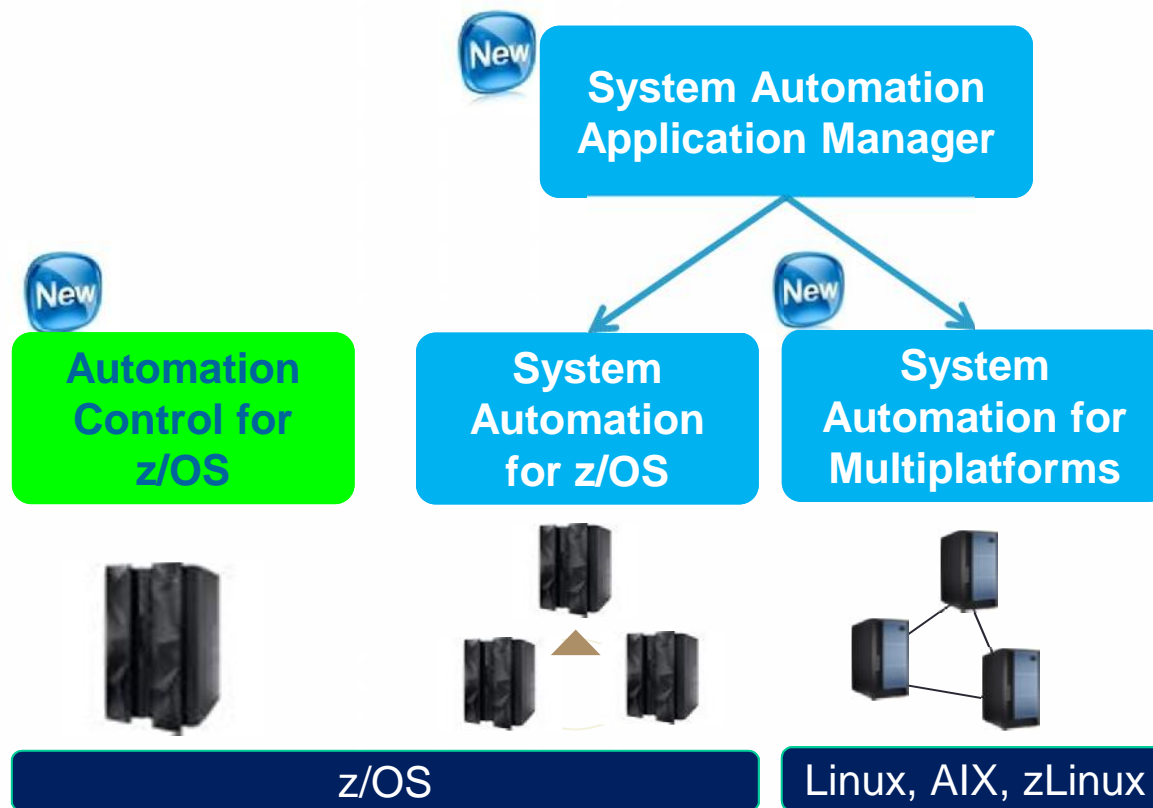 New
System Automation
Application Manager
New
New
Automation
Control for
z/OS
System
Automation
for z/OS
System
Automation for
Multiplatforms
z/OS
Linux, AIX, zLinux